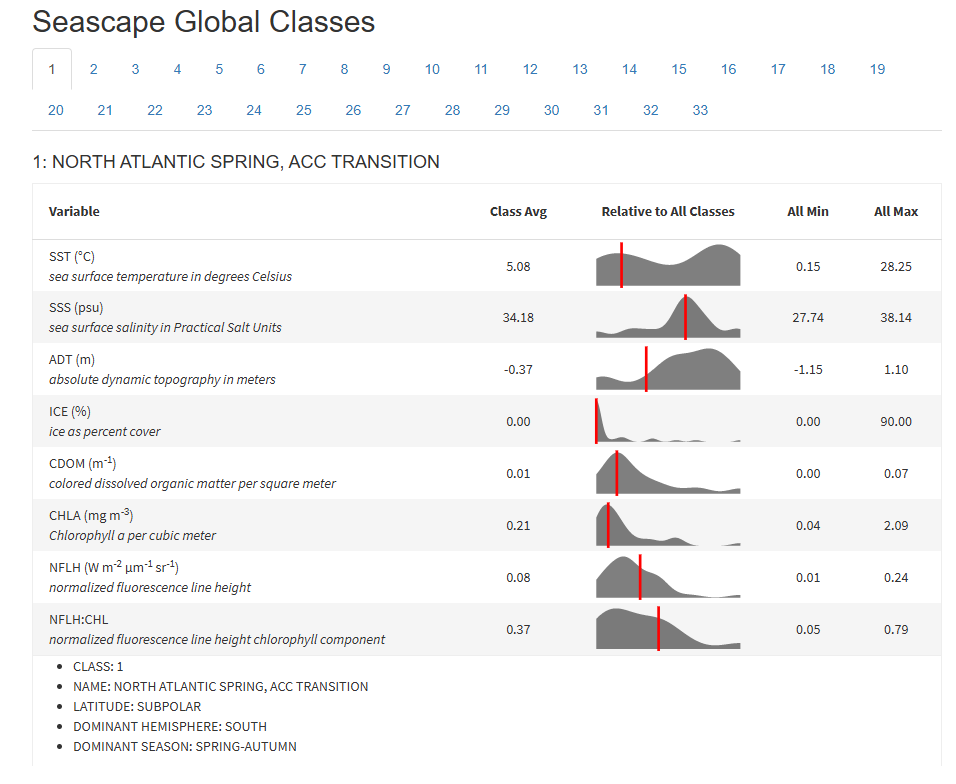 Seascape Global Classes
1 2 3 4 5 6 7 8 9 10 11 12 13 14 15 16 17 18 19
20 21 22 23 24 25 26 27 28 29 30 31 32 33
1: NORTH ATLANTIC SPRING, ACC TRANSITION
Variable Class Avg Relative to All Classes All Min All Max
SST (°C)
sea surface temperature in degrees Celsius
5.08 0.15 28.25
SSS (psu)
sea surface salinity in Practical Salt Units
34.18 27.74 38.14
ADT (m)
absolute dynamic topography in meters
-0.37 -1.15 1.10
ICE (%)
ice as percent cover
0.00 0.00 90.00
CDOM (m⁻¹)
colored dissolved organic matter per square meter
0.01 0.00 0.07
CHLA (mg m⁻³)
Chlorophyll a per cubic meter
0.21 0.04 2.09
NFLH (W m⁻² μm⁻¹ sr⁻¹)
normalized fluorescence line height
0.08 0.01 0.24
NFLH:CHL
normalized fluorescence line height chlorophyll component
0.37 0.05 0.79
• CLASS: 1
• NAME: NORTH ATLANTIC SPRING, ACC TRANSITION
• LATITUDE: SUBPOLAR
• DOMINANT HEMISPHERE: SOUTH
• DOMINANT SEASON: SPRING-AUTUMN